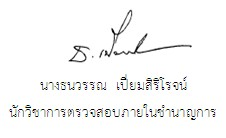 นางธนวรรณ เปี่ยมสิริโรจน์
นักวิชาการตรวจสอบภายในชำนาญการ